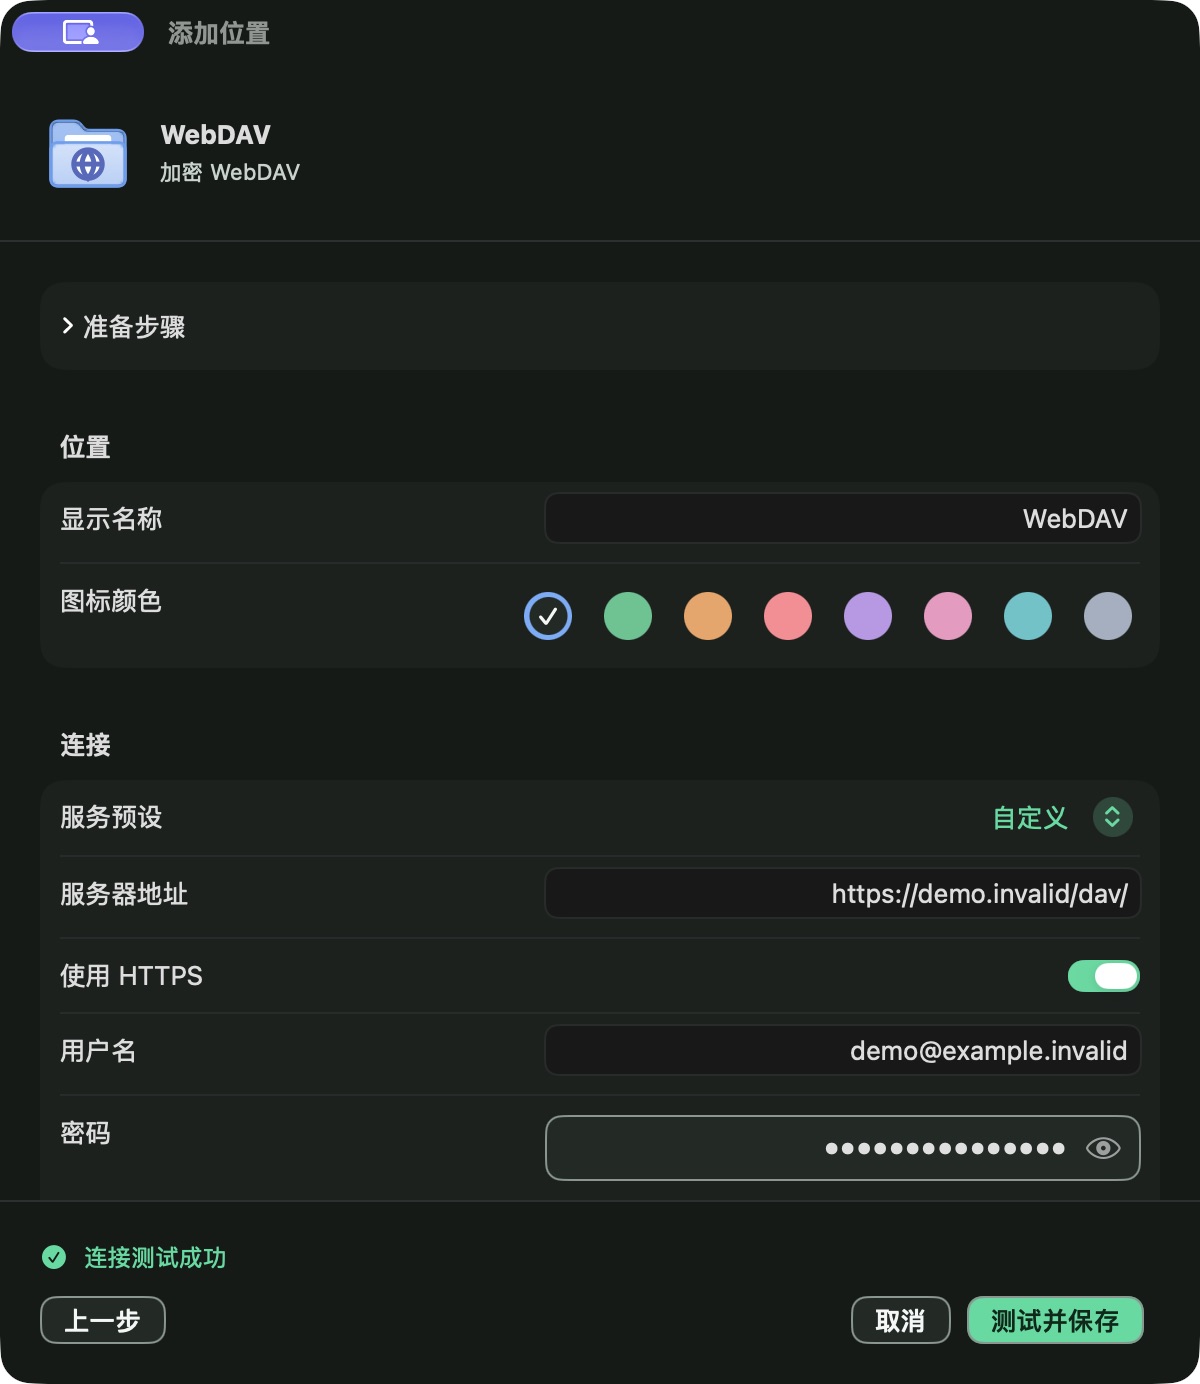 添加位置
WebDAV
加密 WebDAV
准备步骤
位置
显示名称
WebDAV
图标颜色
连接
服务预设
自定义
服务器地址
https://demo.invalid/dav/
使用 HTTPS
用户名
demo@example.invalid
密码
连接测试成功
上一步
取消
测试并保存